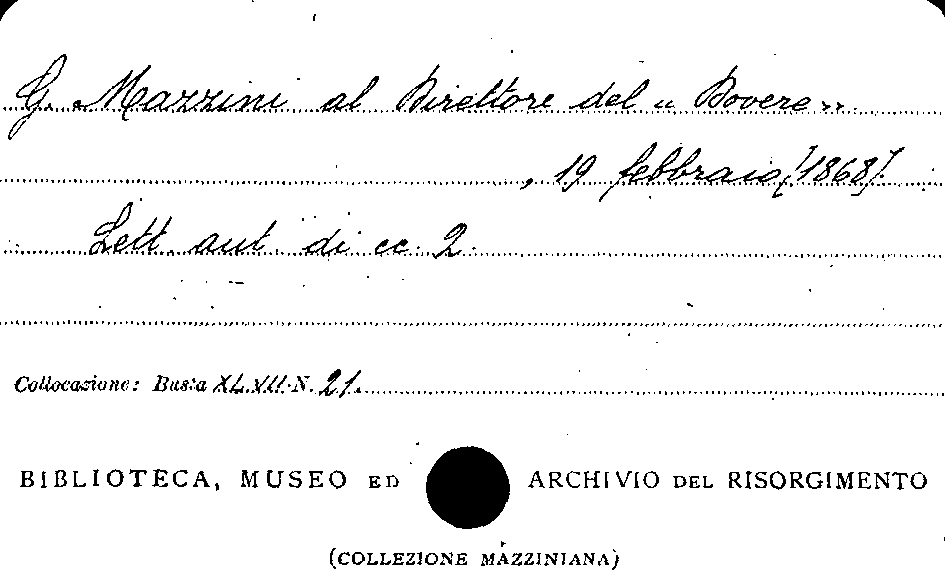 G. Mazzini al Direttore del « Dovere ».
, 19 febbraio [1868].
Lett. aut. di cc. 2.
Collocazione: Busta XLVII N. 21.
BIBLIOTECA, MUSEO ED ARCHIVIO DEL RISORGIMENTO
(COLLEZIONE MAZZINIANA)